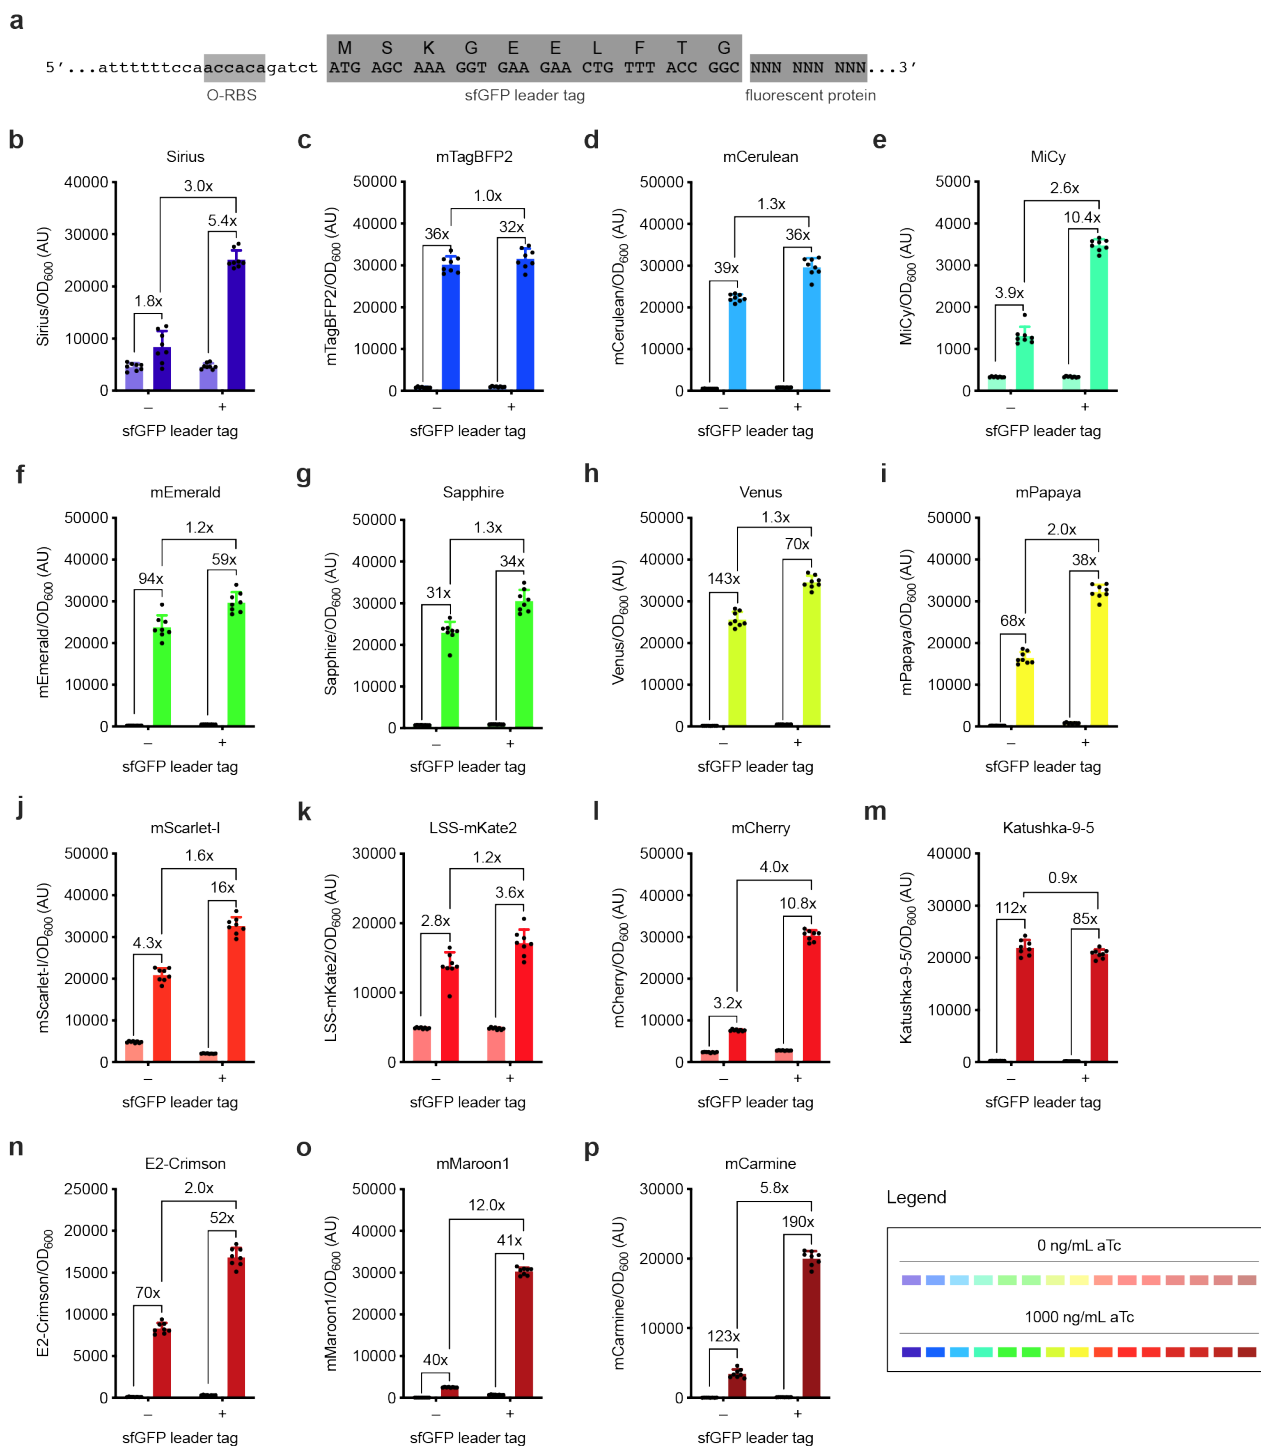 a
M S K G E E L F T G
5′...attttttccaaccacagatct ATG AGC AAA GGT GAA GAA CTG TTT ACC GGC NNN NNN NNN...3′
O-RBS sfGFP leader tag fluorescent protein
b
Sirius
Sirius/OD600 (AU)
40000
30000
20000
10000
0
3.0x
5.4x
1.8x
– +
sfGFP leader tag
c
mTagBFP2
mTagBFP2/OD600 (AU)
50000
40000
30000
20000
10000
0
1.0x
36x 32x
– +
sfGFP leader tag
d
mCerulean
mCerulean/OD600 (AU)
50000
40000
30000
20000
10000
0
1.3x
36x
39x
– +
sfGFP leader tag
e
MiCy
MiCy/OD600 (AU)
5000
4000
3000
2000
1000
0
2.6x
10.4x
3.9x
– +
sfGFP leader tag
f
mEmerald
mEmerald/OD600 (AU)
50000
40000
30000
20000
10000
0
1.2x
59x
94x
– +
sfGFP leader tag
g
Sapphire
Sapphire/OD600 (AU)
50000
40000
30000
20000
10000
0
1.3x
34x
31x
– +
sfGFP leader tag
h
Venus
Venus/OD600 (AU)
50000
40000
30000
20000
10000
0
1.3x
70x
143x
– +
sfGFP leader tag
i
mPapaya
mPapaya/OD600 (AU)
50000
40000
30000
20000
10000
0
2.0x
38x
68x
– +
sfGFP leader tag
j
mScarlet-I
mScarlet-I/OD600 (AU)
50000
40000
30000
20000
10000
0
1.6x
16x
4.3x
– +
sfGFP leader tag
k
LSS-mKate2
LSS-mKate2/OD600 (AU)
30000
20000
10000
0
1.2x
3.6x
2.8x
– +
sfGFP leader tag
l
mCherry
mCherry/OD600 (AU)
50000
40000
30000
20000
10000
0
4.0x
10.8x
3.2x
– +
sfGFP leader tag
m
Katushka-9-5
Katushka-9-5/OD600 (AU)
40000
30000
20000
10000
0
0.9x
112x
85x
– +
sfGFP leader tag
n
E2-Crimson
E2-Crimson/OD600
25000
20000
15000
10000
5000
0
2.0x
52x
70x
– +
sfGFP leader tag
o
mMaroon1
mMaroon1/OD600 (AU)
50000
40000
30000
20000
10000
0
12.0x
41x
40x
– +
sfGFP leader tag
p
mCarmine
mCarmine/OD600 (AU)
30000
20000
10000
0
5.8x
190x
123x
– +
sfGFP leader tag
Legend
0 ng/mL aTc
1000 ng/mL aTc